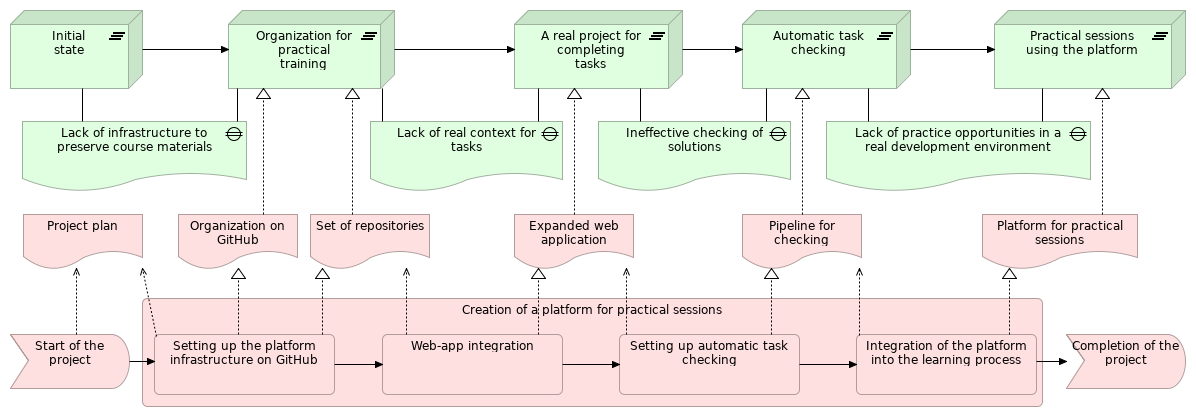 Initial
state
Organization for
practical
training
A real project for
completing
tasks
Automatic task
checking
Practical sessions
using the platform
Lack of infrastructure to
preserve course materials
Lack of real context for
tasks
Ineffective checking of
solutions
Lack of practice opportunities in a
real development environment
Project plan
Organization on
GitHub
Set of repositories
Expanded web
application
Pipeline for
checking
Platform for practical
sessions
Creation of a platform for practical sessions
Start of the
project
Setting up the platform
infrastructure on GitHub
Web-app integration
Setting up automatic task
checking
Integration of the platform
into the learning process
Completion of the
project